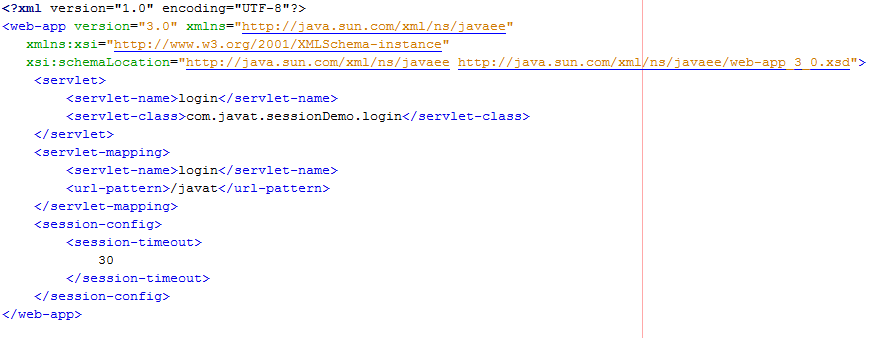 <?xml version="1.0" encoding="UTF-8"?>
<web-app version="3.0" xmlns="http://java.sun.com/xml/ns/javaee"
xmlns:xsi="http://www.w3.org/2001/XMLSchema-instance"
xsi:schemaLocation="http://java.sun.com/xml/ns/javaee http://java.sun.com/xml/ns/javaee/web-app_3_0.xsd">
<servlet>
<servlet-name>login</servlet-name>
<servlet-class>com.javat.sessionDemo.login</servlet-class>
</servlet>
<servlet-mapping>
<servlet-name>login</servlet-name>
<url-pattern>/javat</url-pattern>
</servlet-mapping>
<session-config>
<session-timeout>
30
</session-timeout>
</session-config>
</web-app>